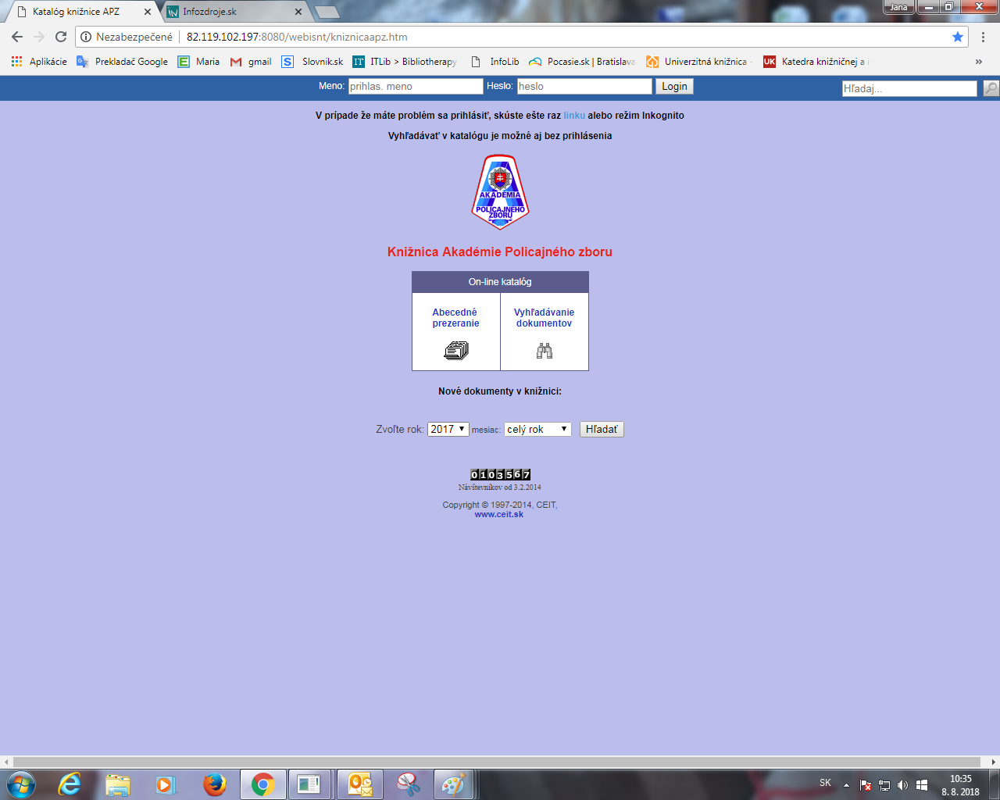 Katalóg knižnice APZ
Infozdroje.sk
Jana
Nezabezpečené
82.119.102.197:8080/webisnt/kniznicaapz.htm
Aplikácie
Prekladač Google
Maria
gmail
Slovnik.sk
ITLib > Bibliotherapy
InfoLib
Pocasie.sk | Bratislava
Univerzitná knižnica -
Katedra knižničnej a i
»
Meno: prihlas. meno Heslo: heslo Login
Hľadaj...
V prípade že máte problém sa prihlásiť, skúste ešte raz linku alebo režim Inkognito
Vyhľadávať v katalógu je možné aj bez prihlásenia
AKADÉMIA
POLICAJNÉHO
ZBORU
Knižnica Akadémie Policajného zboru
On-line katalóg
Abecedné
prezeranie
Vyhľadávanie
dokumentov
Nové dokumenty v knižnici:
Zvoľte rok: 2017 mesiac: celý rok Hľadať
0103567
Návštevníkov od 3.2.2014
Copyright © 1997-2014, CEIT,
www.ceit.sk
SK
10:35
8. 8. 2018